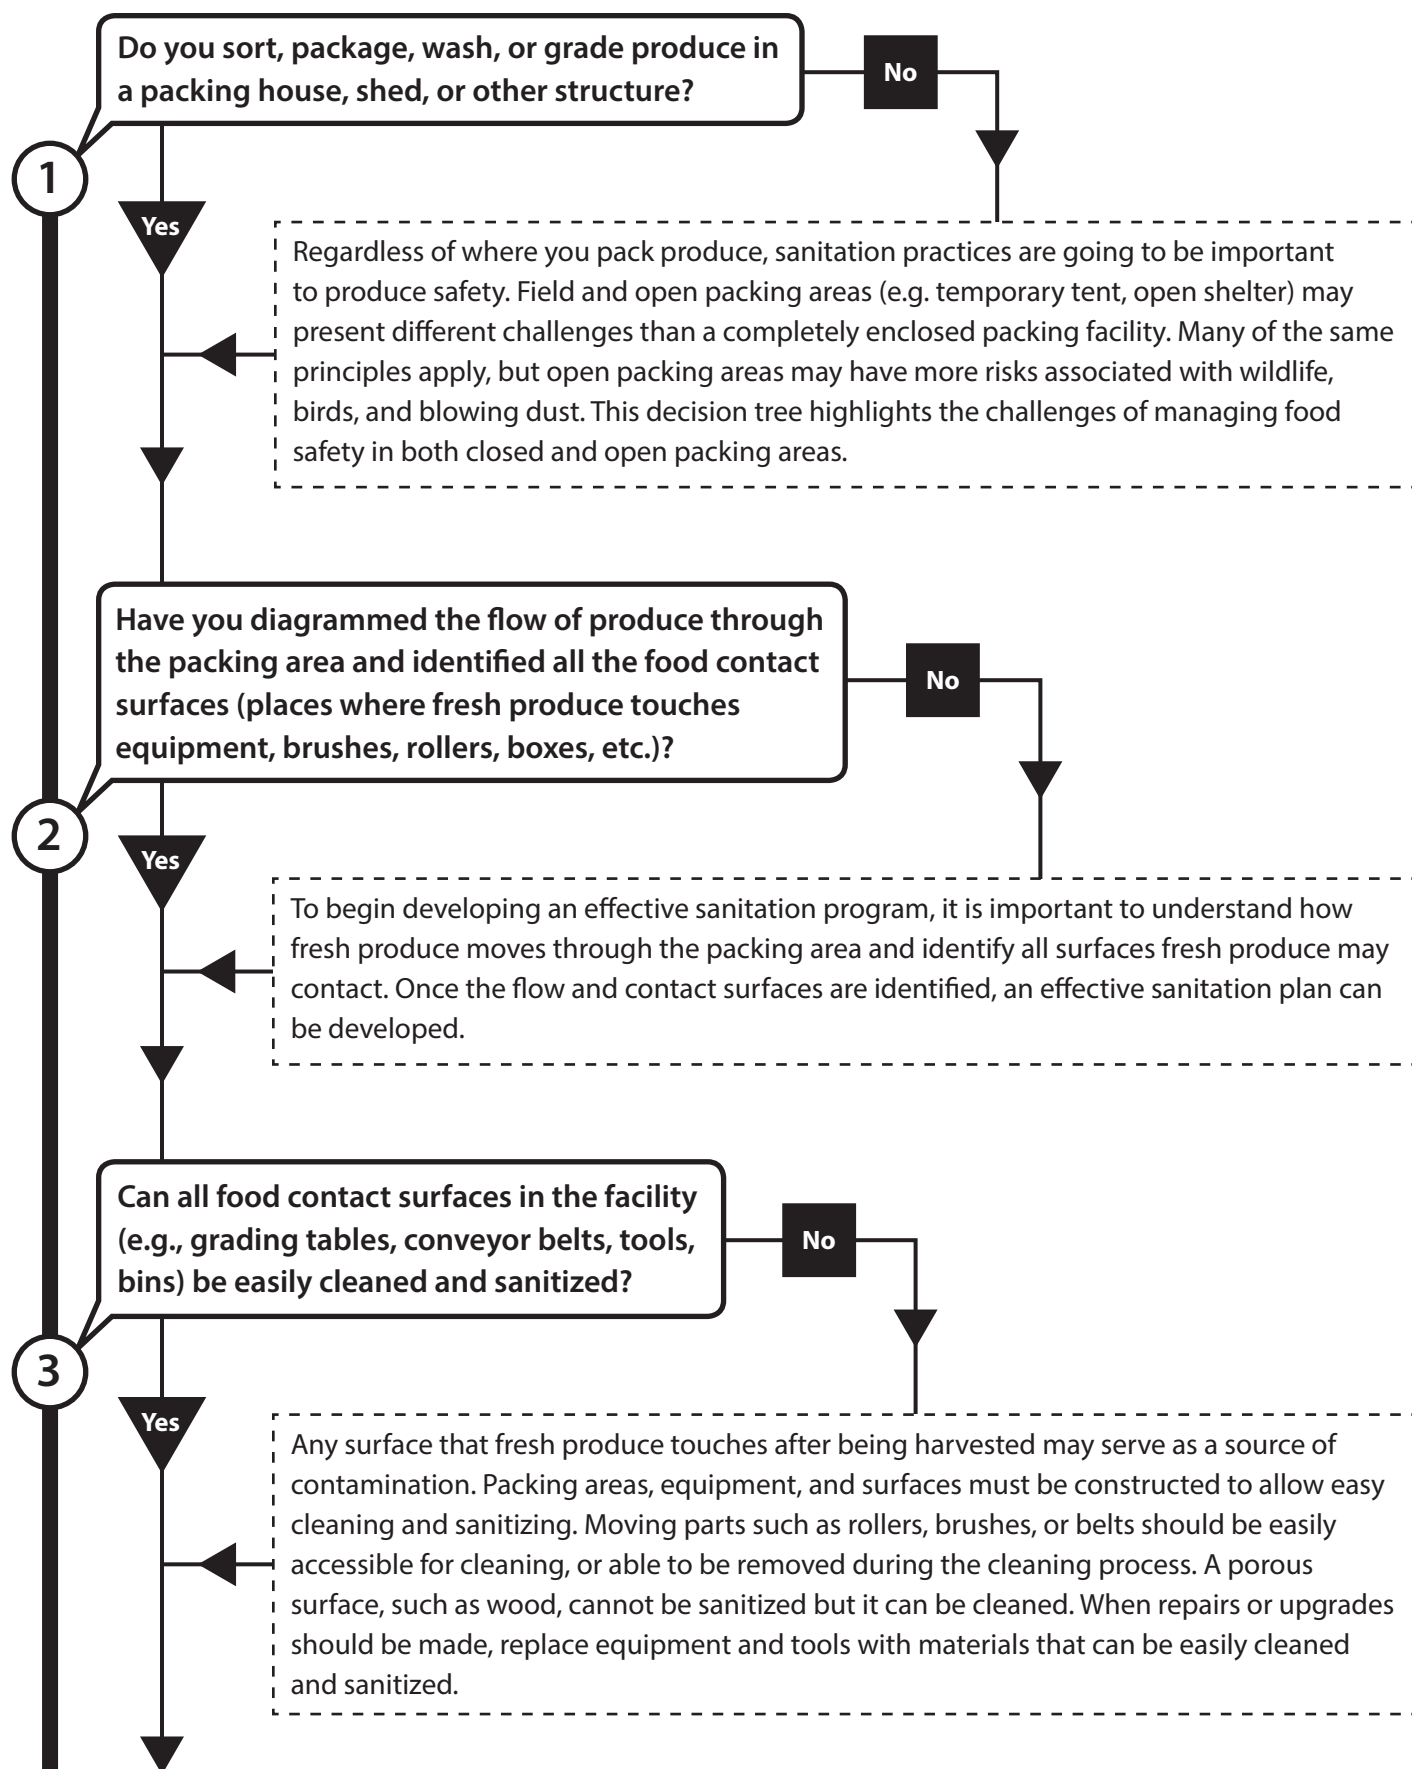 Do you sort, package, wash, or grade produce in
a packing house, shed, or other structure?
No
1
Yes
Regardless of where you pack produce, sanitation practices are going to be important
to produce safety. Field and open packing areas (e.g. temporary tent, open shelter) may
present different challenges than a completely enclosed packing facility. Many of the same
principles apply, but open packing areas may have more risks associated with wildlife,
birds, and blowing dust. This decision tree highlights the challenges of managing food
safety in both closed and open packing areas.
Have you diagrammed the flow of produce through
the packing area and identified all the food contact
surfaces (places where fresh produce touches
equipment, brushes, rollers, boxes, etc.)?
No
2
Yes
To begin developing an effective sanitation program, it is important to understand how
fresh produce moves through the packing area and identify all surfaces fresh produce may
contact. Once the flow and contact surfaces are identified, an effective sanitation plan can
be developed.
Can all food contact surfaces in the facility
(e.g., grading tables, conveyor belts, tools,
bins) be easily cleaned and sanitized?
No
3
Yes
Any surface that fresh produce touches after being harvested may serve as a source of
contamination. Packing areas, equipment, and surfaces must be constructed to allow easy
cleaning and sanitizing. Moving parts such as rollers, brushes, or belts should be easily
accessible for cleaning, or able to be removed during the cleaning process. A porous
surface, such as wood, cannot be sanitized but it can be cleaned. When repairs or upgrades
should be made, replace equipment and tools with materials that can be easily cleaned
and sanitized.